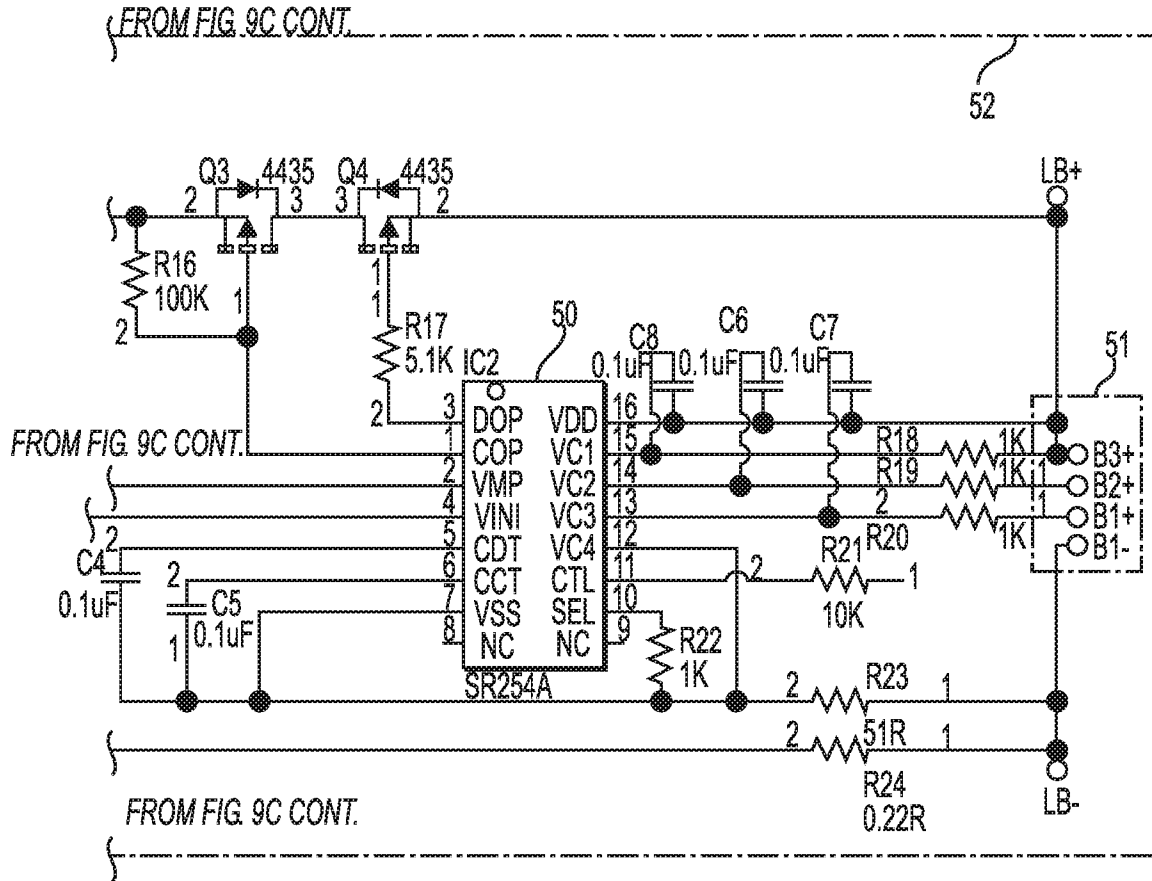 FROM FIG. 9C CONT.
52
Q3 4435 Q4 4435
LB+
2 3 3 2
R16
100K
1
1
1
2
R17
5.1K
2
50
IC2
C8
0.1uF
C6
0.1uF
C7
0.1uF
51
3 DOP VDD 16
FROM FIG. 9C CONT.
1 COP VC1 15 R18 1K B3+
2 VMP VC2 14 R19 1K 1 B2+
4 VINI VC3 13 2 R20 1K 1 B1+
5 CDT VC4 12 B1-
6 CCT CTL 11 2 R21 1
10K
7 VSS SEL 10
8 NC NC 9
C4 2
0.1uF
2 C5
0.1uF
1
R22
1K
SR254A
2 R23 1
51R
2 1
R24
0.22R
LB-
FROM FIG. 9C CONT.